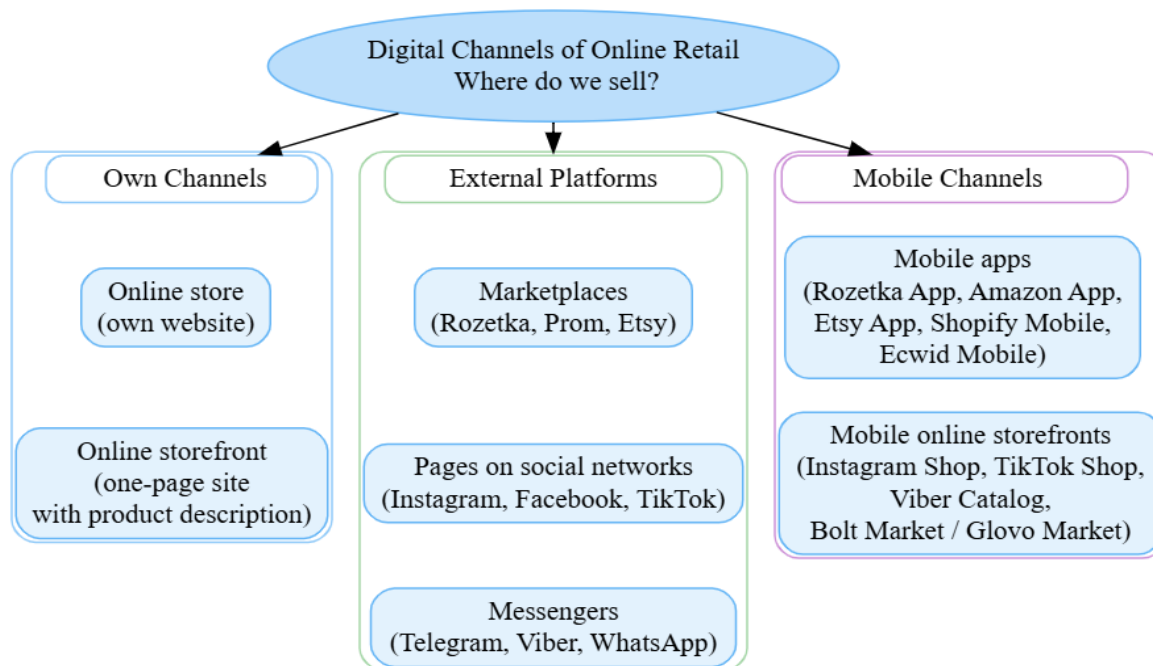 Digital Channels of Online Retail
Where do we sell?
Own Channels
Online store
(own website)
Online storefront
(one-page site
with product description)
External Platforms
Marketplaces
(Rozetka, Prom, Etsy)
Pages on social networks
(Instagram, Facebook, TikTok)
Messengers
(Telegram, Viber, WhatsApp)
Mobile Channels
Mobile apps
(Rozetka App, Amazon App,
Etsy App, Shopify Mobile,
Ecwid Mobile)
Mobile online storefronts
(Instagram Shop, TikTok Shop,
Viber Catalog,
Bolt Market / Glovo Market)